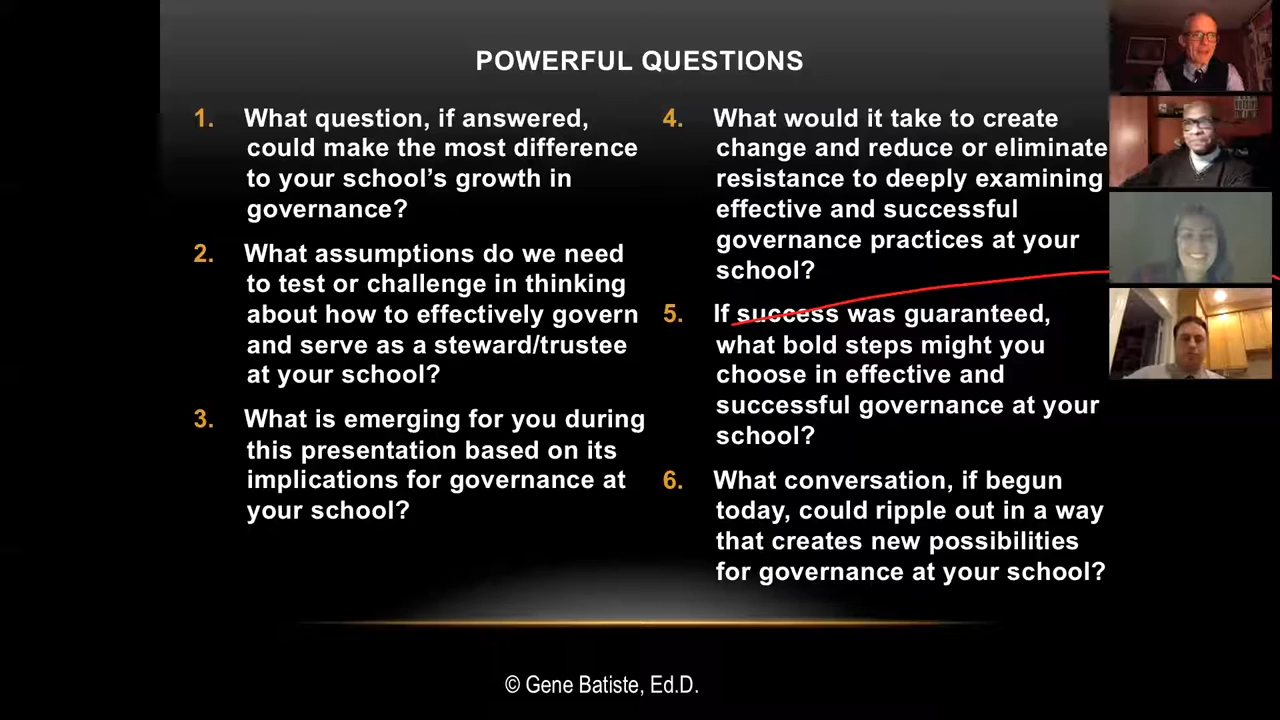 POWERFUL QUESTIONS
1. What question, if answered,
could make the most difference
to your school’s growth in
governance?
2. What assumptions do we need
to test or challenge in thinking
about how to effectively govern
and serve as a steward/trustee
at your school?
3. What is emerging for you during
this presentation based on its
implications for governance at
your school?
4. What would it take to create
change and reduce or eliminate
resistance to deeply examining
effective and successful
governance practices at your
school?
5. If success was guaranteed,
what bold steps might you
choose in effective and
successful governance at your
school?
6. What conversation, if begun
today, could ripple out in a way
that creates new possibilities
for governance at your school?
© Gene Batiste, Ed.D.